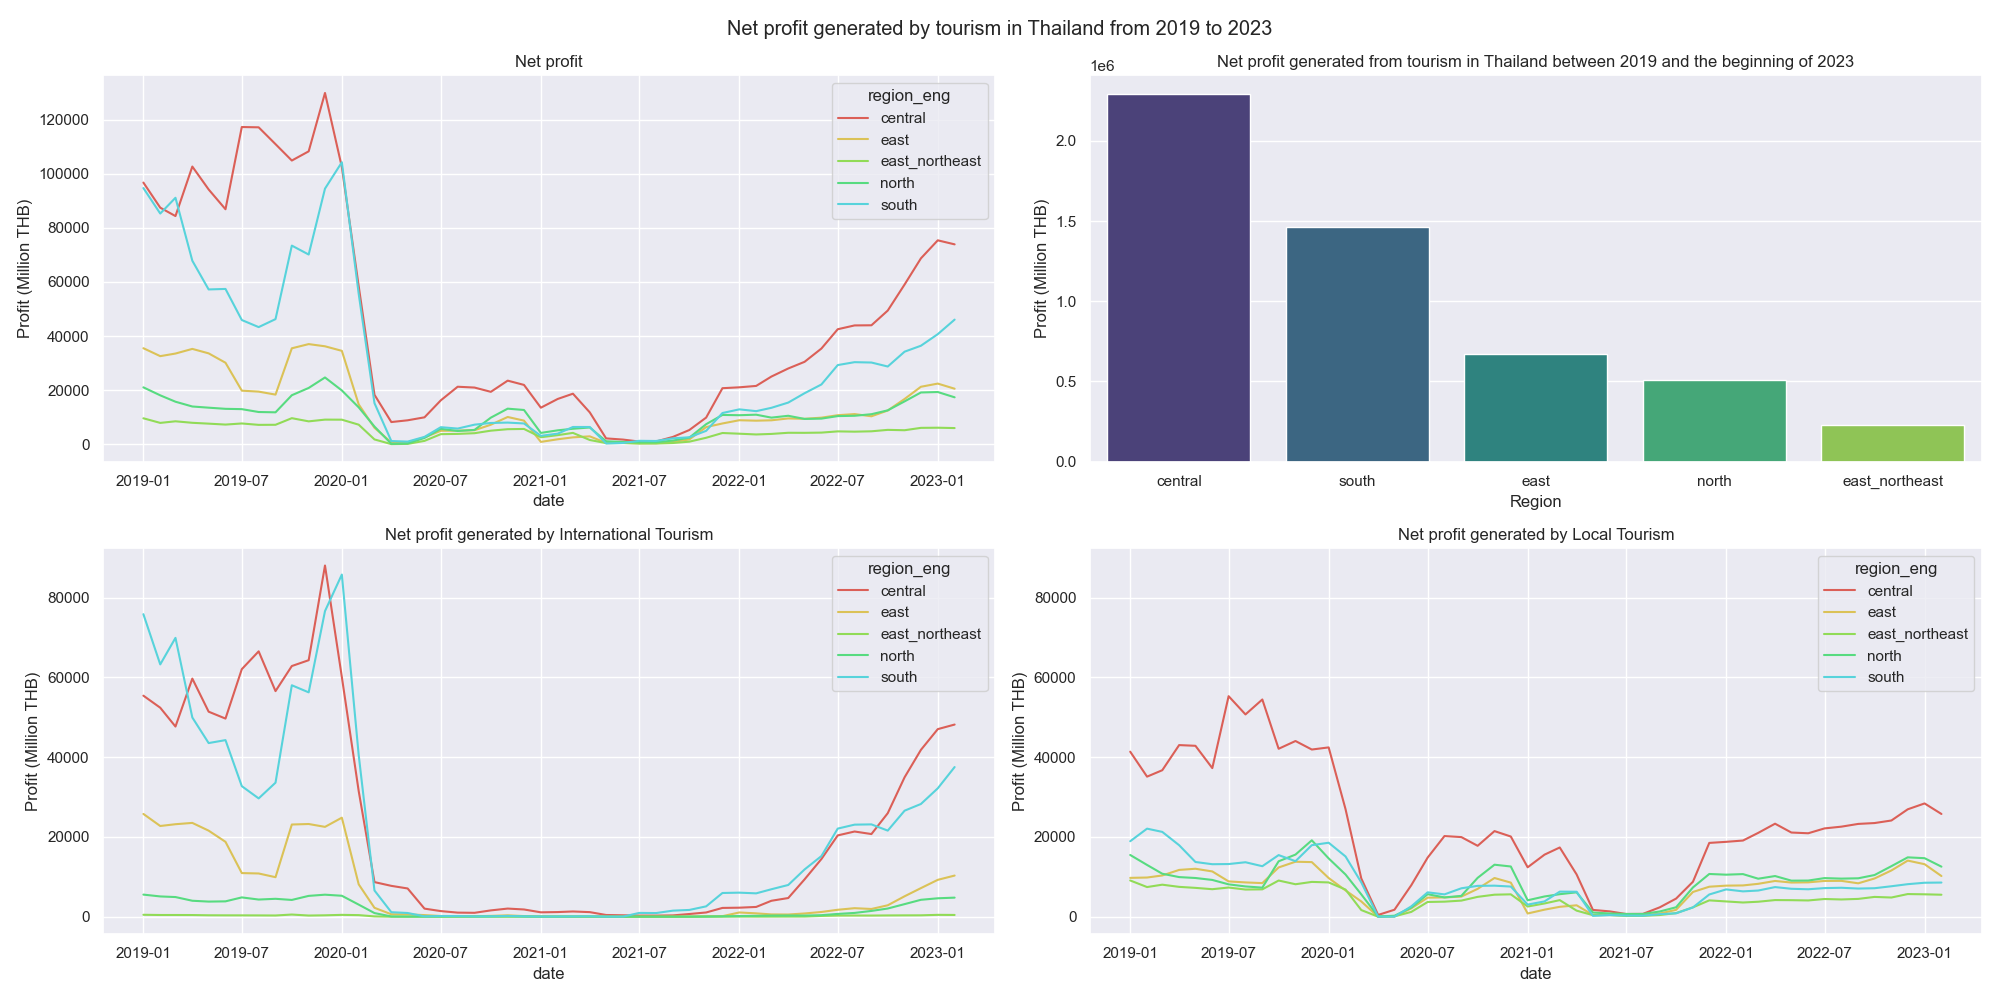 Net profit generated by tourism in Thailand from 2019 to 2023
Net profit
Profit (Million THB)
120000
100000
80000
60000
40000
20000
0
2019-01 2019-07 2020-01 2020-07 2021-01 2021-07 2022-01 2022-07 2023-01
date
region_eng
central
east
east_northeast
north
south
Net profit generated from tourism in Thailand between 2019 and the beginning of 2023
1e6
Profit (Million THB)
2.0
1.5
1.0
0.5
0.0
central south east north east_northeast
Region
Net profit generated by International Tourism
Profit (Million THB)
80000
60000
40000
20000
0
2019-01 2019-07 2020-01 2020-07 2021-01 2021-07 2022-01 2022-07 2023-01
date
region_eng
central
east
east_northeast
north
south
Net profit generated by Local Tourism
Profit (Million THB)
80000
60000
40000
20000
0
2019-01 2019-07 2020-01 2020-07 2021-01 2021-07 2022-01 2022-07 2023-01
date
region_eng
central
east
east_northeast
north
south